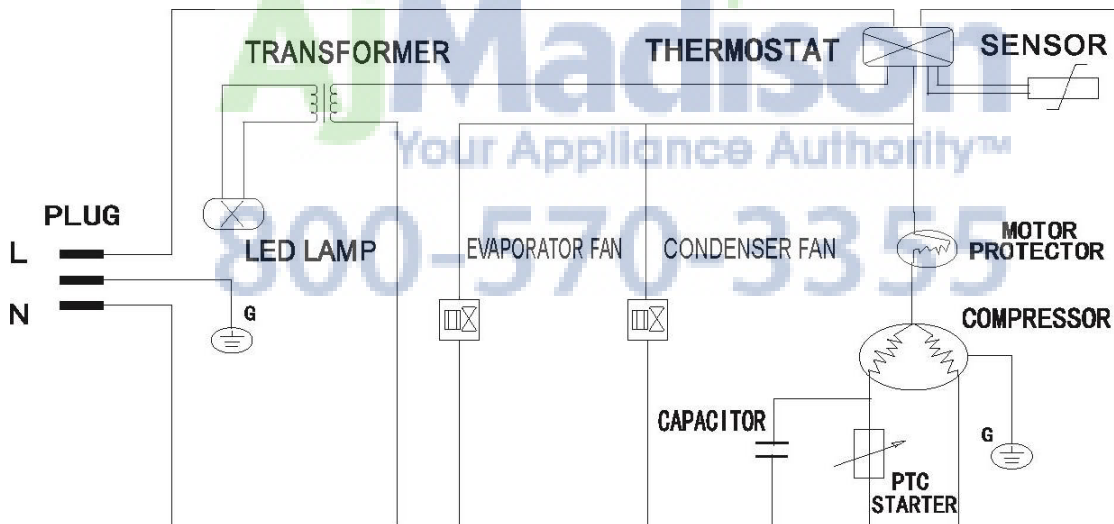 AjMadison
Your Appliance Authority™
800-570-3355
TRANSFORMER
THERMOSTAT
SENSOR
PLUG
L
N
G
LED LAMP
EVAPORATOR FAN
CONDENSER FAN
MOTOR
PROTECTOR
COMPRESSOR
CAPACITOR
G
PTC
STARTER